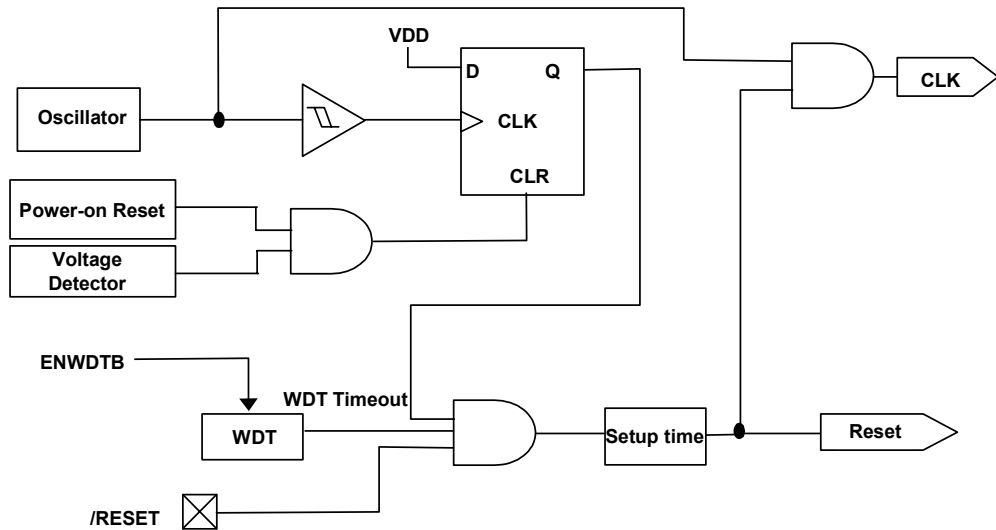 VDD
D
Q
CLK
Oscillator
CLK
CLR
Power-on Reset
Voltage
Detector
ENWDTB
WDT Timeout
WDT
Setup time
Reset
/RESET